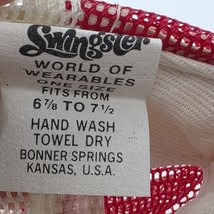 Swingster
WORLD OF
WEARABLES
ONE SIZE
FITS FROM
6⅞ TO 7½
HAND WASH
TOWEL DRY
BONNER SPRINGS
KANSAS, U.S.A.